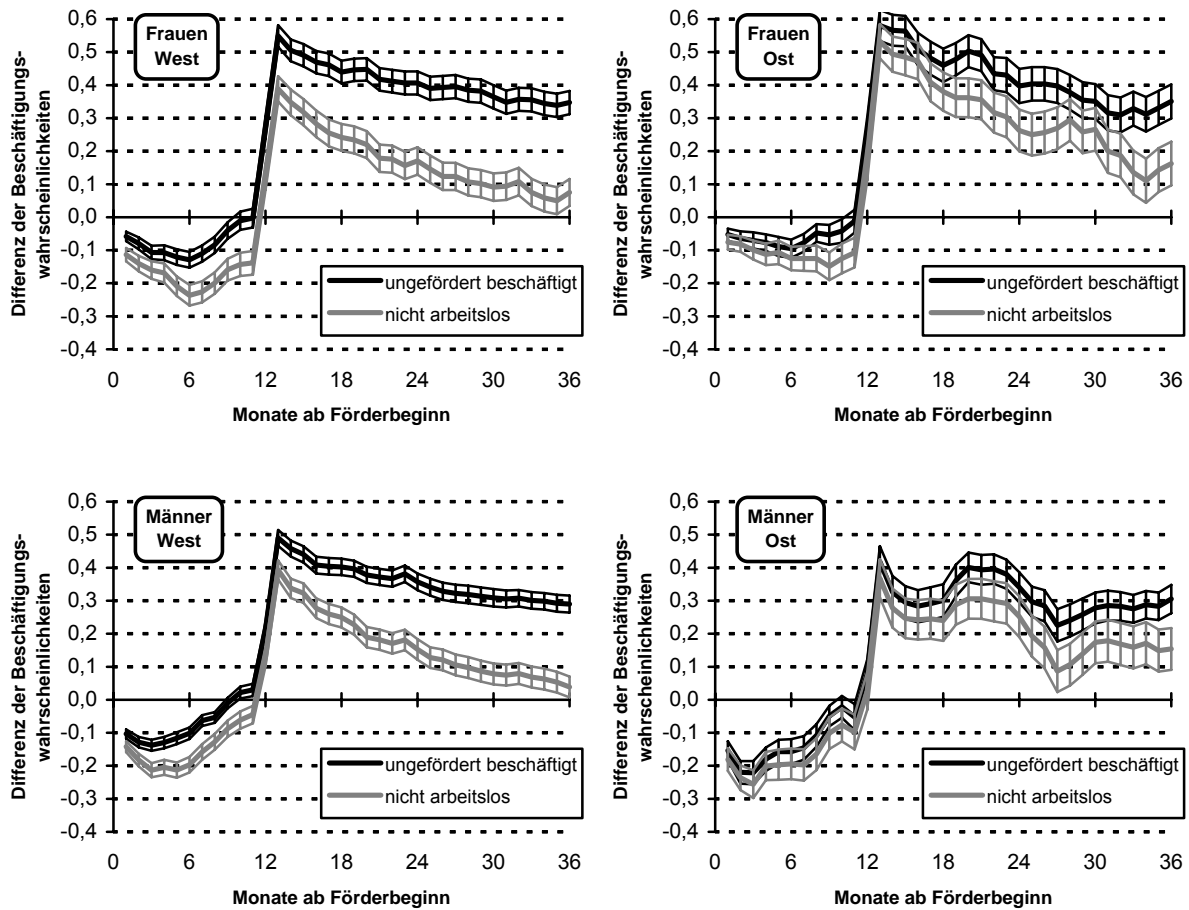 Differenz der Beschäftigungs-
wahrscheinlichkeiten
0,6
0,5
0,4
0,3
0,2
0,1
0,0
-0,1
-0,2
-0,3
-0,4
Frauen
West
ungefördert beschäftigt
nicht arbeitslos
0 6 12 18 24 30 36
Monate ab Förderbeginn
Differenz der Beschäftigungs-
wahrscheinlichkeiten
0,6
0,5
0,4
0,3
0,2
0,1
0,0
-0,1
-0,2
-0,3
-0,4
Frauen
Ost
ungefördert beschäftigt
nicht arbeitslos
0 6 12 18 24 30 36
Monate ab Förderbeginn
Differenz der Beschäftigungs-
wahrscheinlichkeiten
0,6
0,5
0,4
0,3
0,2
0,1
0,0
-0,1
-0,2
-0,3
-0,4
Männer
West
ungefördert beschäftigt
nicht arbeitslos
0 6 12 18 24 30 36
Monate ab Förderbeginn
Differenz der Beschäftigungs-
wahrscheinlichkeiten
0,6
0,5
0,4
0,3
0,2
0,1
0,0
-0,1
-0,2
-0,3
-0,4
Männer
Ost
ungefördert beschäftigt
nicht arbeitslos
0 6 12 18 24 30 36
Monate ab Förderbeginn